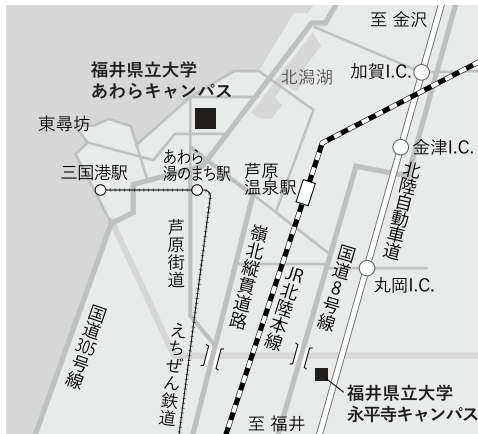 至 金沢
福井県立大学
あわらキャンパス
北潟湖
加賀I.C.
東尋坊
金津I.C.
三国港駅
あわら
湯のまち駅
芦原
温泉駅
北陸自動車道
芦原街道
嶺北縦貫道路
JR北陸本線
国道8号線
丸岡I.C.
国道305号線
えちぜん鉄道
福井県立大学
永平寺キャンパス
至 福井